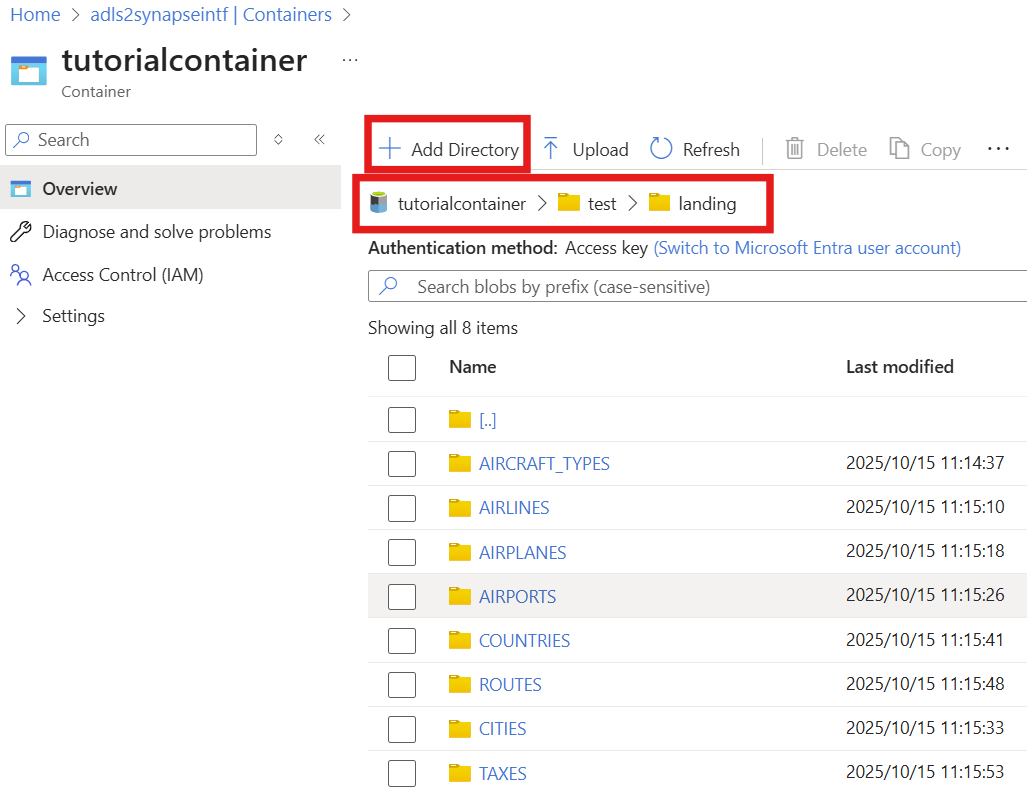 Home > adls2synapseintf | Containers >
tutorialcontainer ...
Container
Search
Overview
Diagnose and solve problems
Access Control (IAM)
Settings
Add Directory Upload Refresh Delete Copy ...
tutorialcontainer > test > landing
Authentication method: Access key (Switch to Microsoft Entra user account)
Search blobs by prefix (case-sensitive)
Showing all 8 items
Name Last modified
[..]
AIRCRAFT_TYPES 2025/10/15 11:14:37
AIRLINES 2025/10/15 11:15:10
AIRPLANES 2025/10/15 11:15:18
AIRPORTS 2025/10/15 11:15:26
COUNTRIES 2025/10/15 11:15:41
ROUTES 2025/10/15 11:15:48
CITIES 2025/10/15 11:15:33
TAXES 2025/10/15 11:15:53